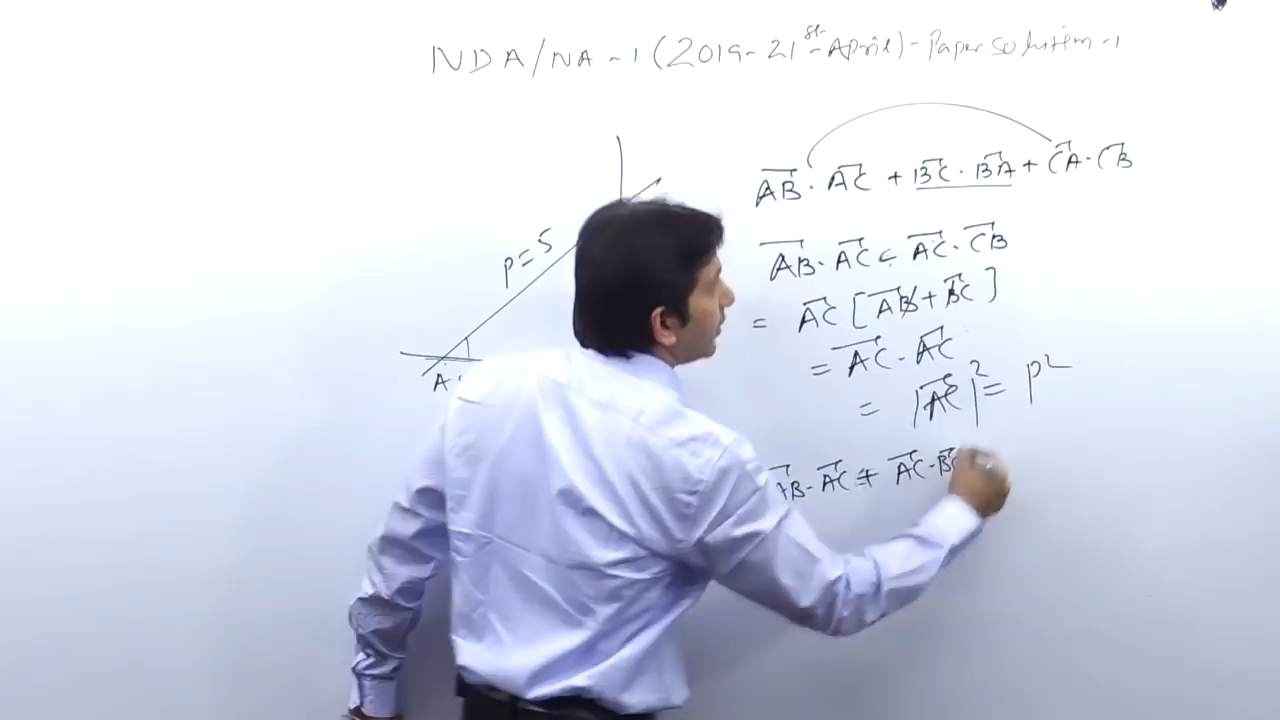 NDA/NA-1 (2019-21st-April)-Paper solution-1
P=5
A
AB⃗ · AC⃗ + BC⃗ · BA⃗ + CA⃗ · CB⃗
AB⃗ · AC⃗ - AC⃗ · CB⃗
= AC⃗ [AB⃗ + BC⃗]
= AC⃗ - AC⃗
= |AC⃗|² = P²
AB⃗ - AC⃗ + AC⃗ - BC⃗